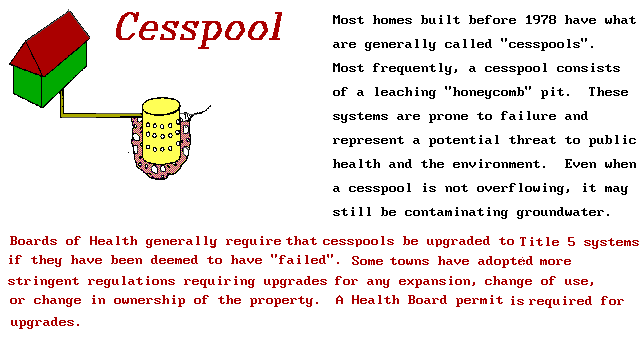 Cesspool
Most homes built before 1978 have what
are generally called "cesspools".
Most frequently, a cesspool consists
of a leaching "honeycomb" pit.  These
systems are prone to failure and
represent a potential threat to public
health and the environment.  Even when
a cesspool is not overflowing, it may
still be contaminating groundwater.
Boards of Health generally require that cesspools be upgraded to Title 5 systems
if they have been deemed to have "failed".  Some towns have adopted more
stringent regulations requiring upgrades for any expansion, change of use,
or change in ownership of the property.  A Health Board permit is required for
upgrades.